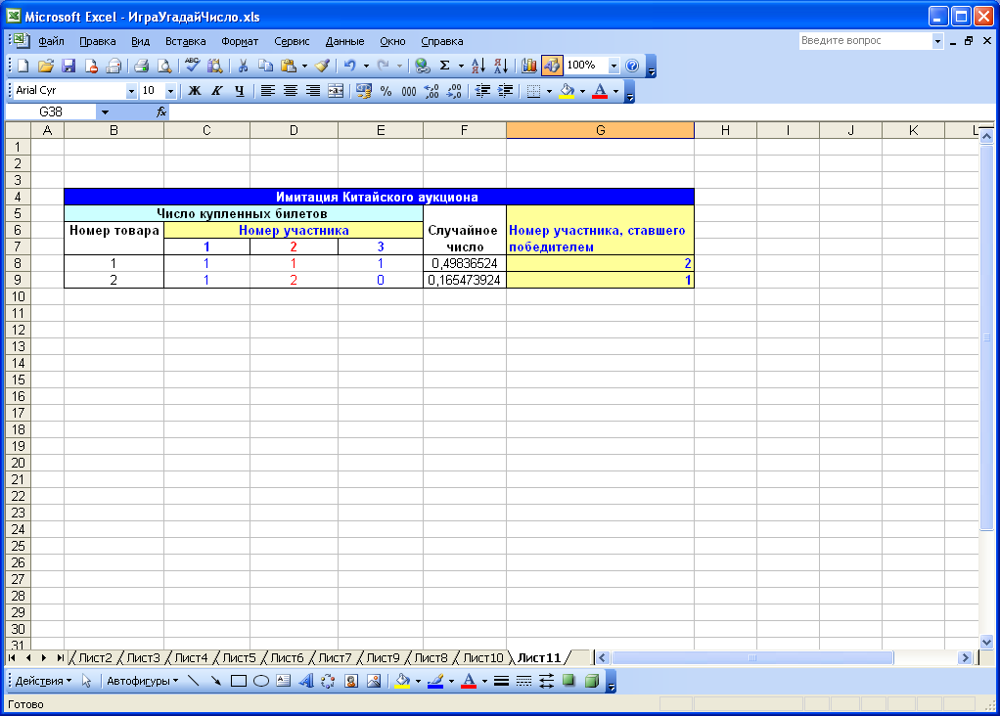 Microsoft Excel - ИграУгадайЧисло.xls
Файл Правка Вид Вставка Формат Сервис Данные Окно Справка Введите вопрос
100%
Arial Cyr 10 Ж К Ч % 000
G38 fx
A B C D E F G H I J K L
1
2
3
4 Имитация Китайского аукциона
5 Число купленных билетов
6 Номер товара Номер участника Случайное Номер участника, ставшего
7 1 2 3 число победителем
8 1 1 1 1 0,49836524 2
9 2 1 2 0 0,165473924 1
10
11
12
13
14
15
16
17
18
19
20
21
22
23
24
25
26
27
28
29
30
31
Лист2 Лист3 Лист4 Лист5 Лист6 Лист7 Лист9 Лист8 Лист10 Лист11
Действия Автофигуры
Готово